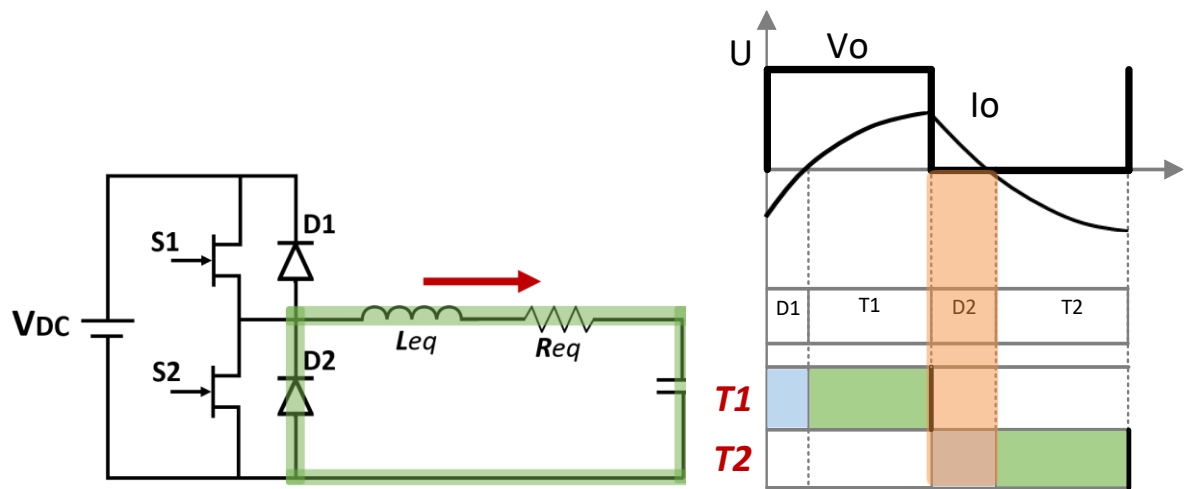 U
Vo
Io
D1
S1
VDC
Leq
Req
S2
D2
D1
T1
D2
T2
T1
T2